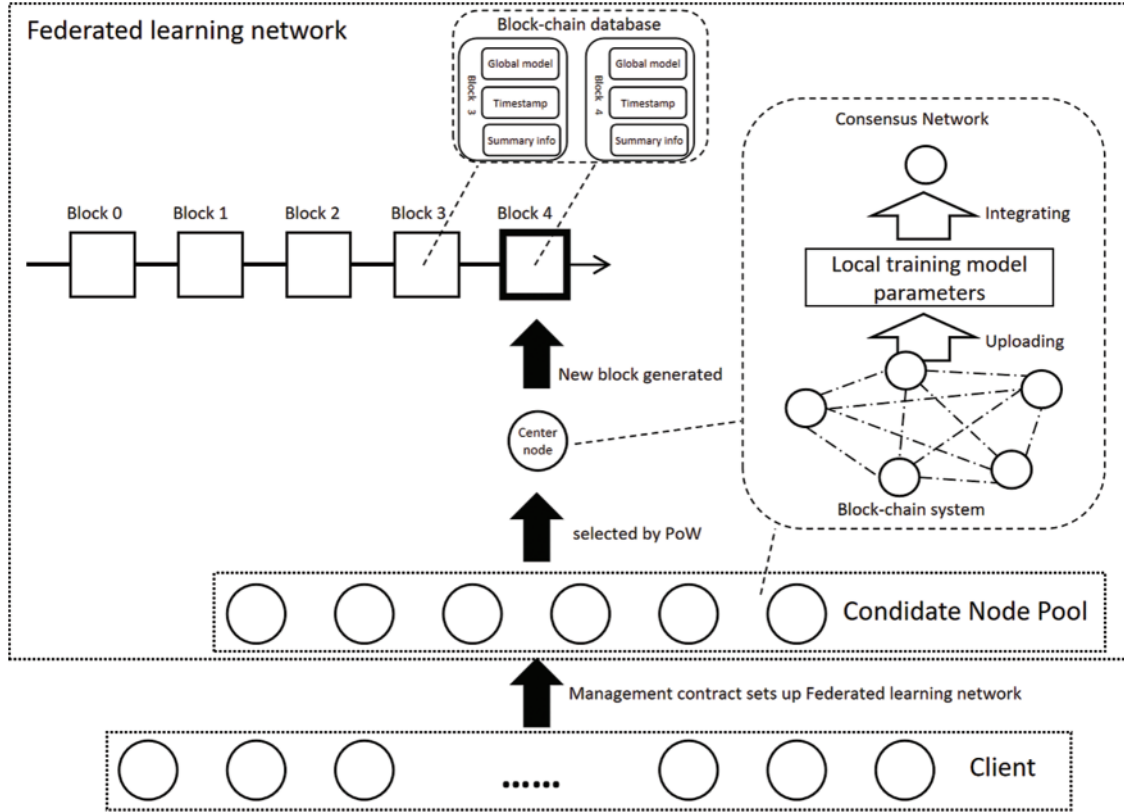 Federated learning network
Block-chain database
Global model
Timestamp
Summary info
Block 3
Global model
Timestamp
Summary info
Block 4
Block 0
Block 1
Block 2
Block 3
Block 4
New block generated
Center
node
selected by PoW
Consensus Network
Integrating
Local training model
parameters
Uploading
Block-chain system
Condidate Node Pool
Management contract sets up Federated learning network
......
Client